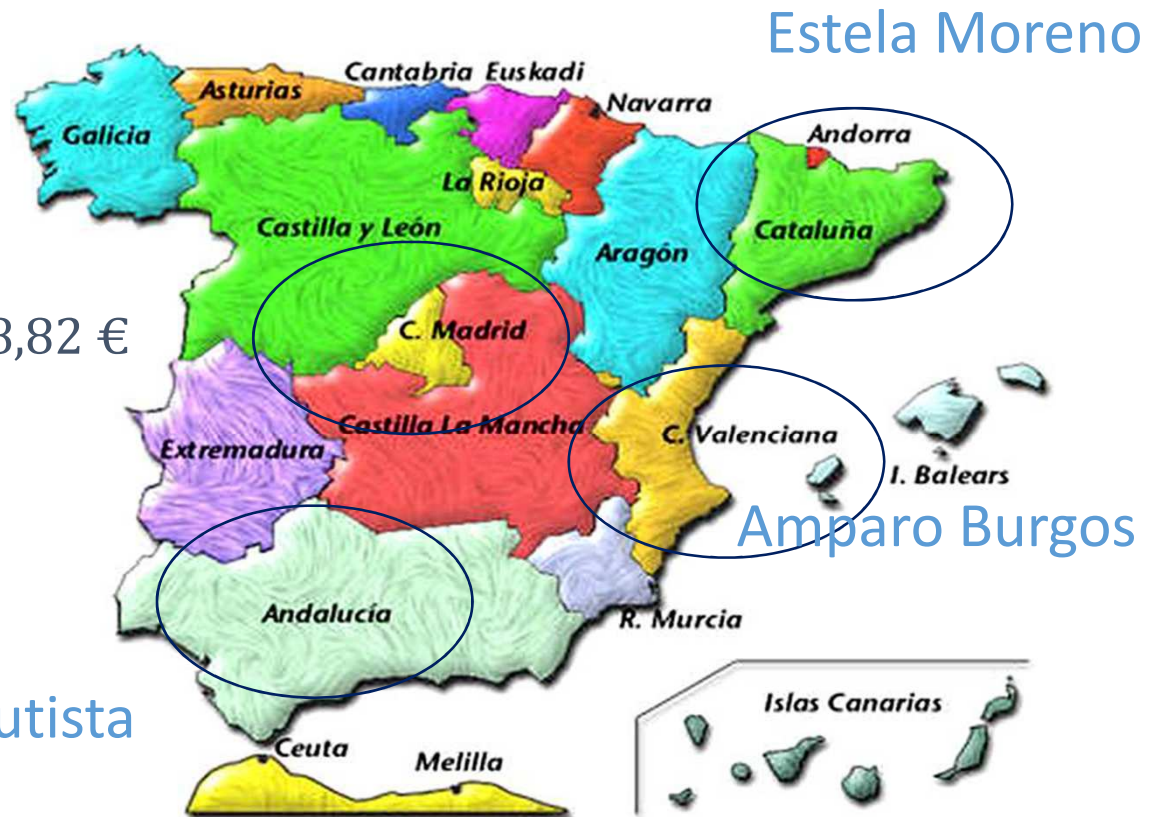 Estela Moreno
Cantabria Euskadi
Asturias
Navarra
Andorra
Galicia
La Rioja
Castilla y León
Cataluña
Aragón
8,82 €
C. Madrid
Castilla La Mancha
C. Valenciana
Extremadura
I. Balears
Amparo Burgos
Andalucía
R. Murcia
Islas Canarias
utista
Ceuta
Melilla